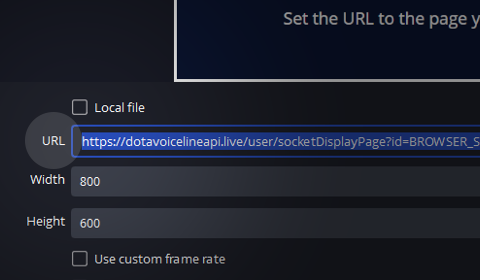 Set the URL to the page y
Local file
URL https://dotavoicelineapi.live/user/socketDisplayPage?id=BROWSER_S
Width 800
Height 600
Use custom frame rate